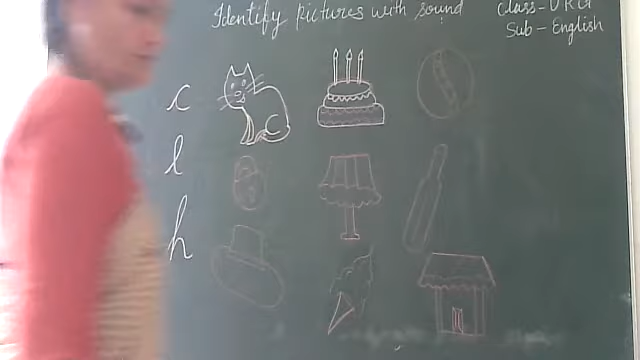 Identify pictures with sound
Class - UKG
Sub - English
c
l
h